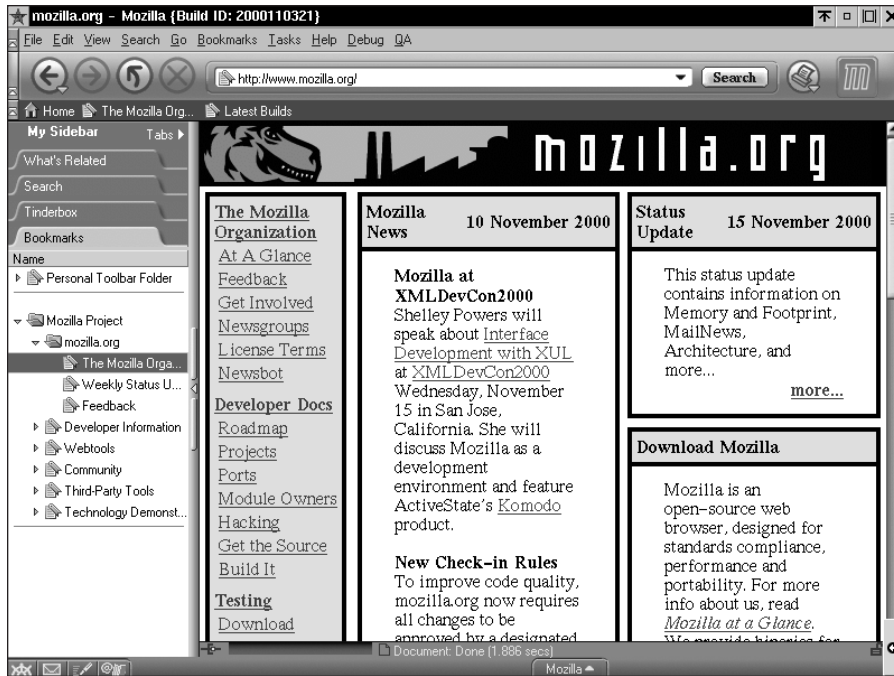 mozilla.org – Mozilla {Build ID: 2000110321}
File Edit View Search Go Bookmarks Tasks Help Debug QA
http://www.mozilla.org/
Search
Home The Mozilla Org... Latest Builds
My Sidebar Tabs
What's Related
Search
Tinderbox
Bookmarks
Name
Personal Toolbar Folder
Mozilla Project
mozilla.org
The Mozilla Orga...
Weekly Status U...
Feedback
Developer Information
Webtools
Community
Third-Party Tools
Technology Demonst...
mozilla.org
The Mozilla
Organization
At A Glance
Feedback
Get Involved
Newsgroups
License Terms
Newsbot
Developer Docs
Roadmap
Projects
Ports
Module Owners
Hacking
Get the Source
Build It
Testing
Download
Mozilla
News
10 November 2000
Mozilla at
XMLDevCon2000
Shelley Powers will
speak about Interface
Development with XUL
at XMLDevCon2000
Wednesday, November
15 in San Jose,
California. She will
discuss Mozilla as a
development
environment and feature
ActiveState's Komodo
product.
New Check-in Rules
To improve code quality,
mozilla.org now requires
all changes to be
approved by a designated
Status
Update
15 November 2000
This status update
contains information on
Memory and Footprint,
MailNews,
Architecture, and
more...
more...
Download Mozilla
Mozilla is an
open-source web
browser, designed for
standards compliance,
performance and
portability. For more
info about us, read
Mozilla at a Glance.
We provide binaries for
Document: Done (1.886 secs)
Mozilla